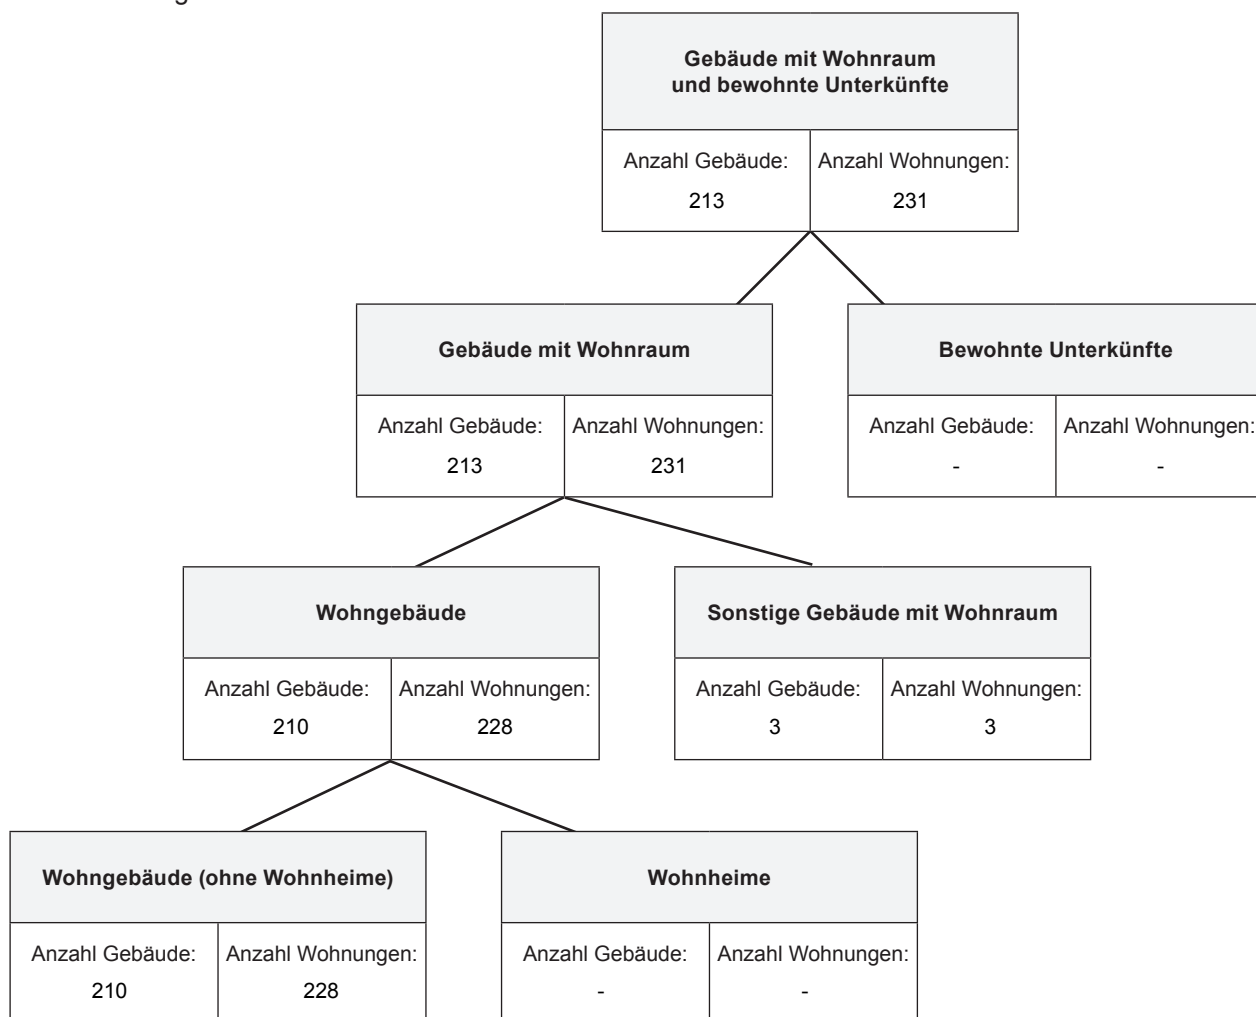 Gebäude mit Wohnraum
und bewohnte Unterkünfte
Anzahl Gebäude: Anzahl Wohnungen:
213 231
Gebäude mit Wohnraum
Anzahl Gebäude: Anzahl Wohnungen:
213 231
Bewohnte Unterkünfte
Anzahl Gebäude: Anzahl Wohnungen:
- -
Wohngebäude
Anzahl Gebäude: Anzahl Wohnungen:
210 228
Sonstige Gebäude mit Wohnraum
Anzahl Gebäude: Anzahl Wohnungen:
3 3
Wohngebäude (ohne Wohnheime)
Anzahl Gebäude: Anzahl Wohnungen:
210 228
Wohnheime
Anzahl Gebäude: Anzahl Wohnungen:
- -